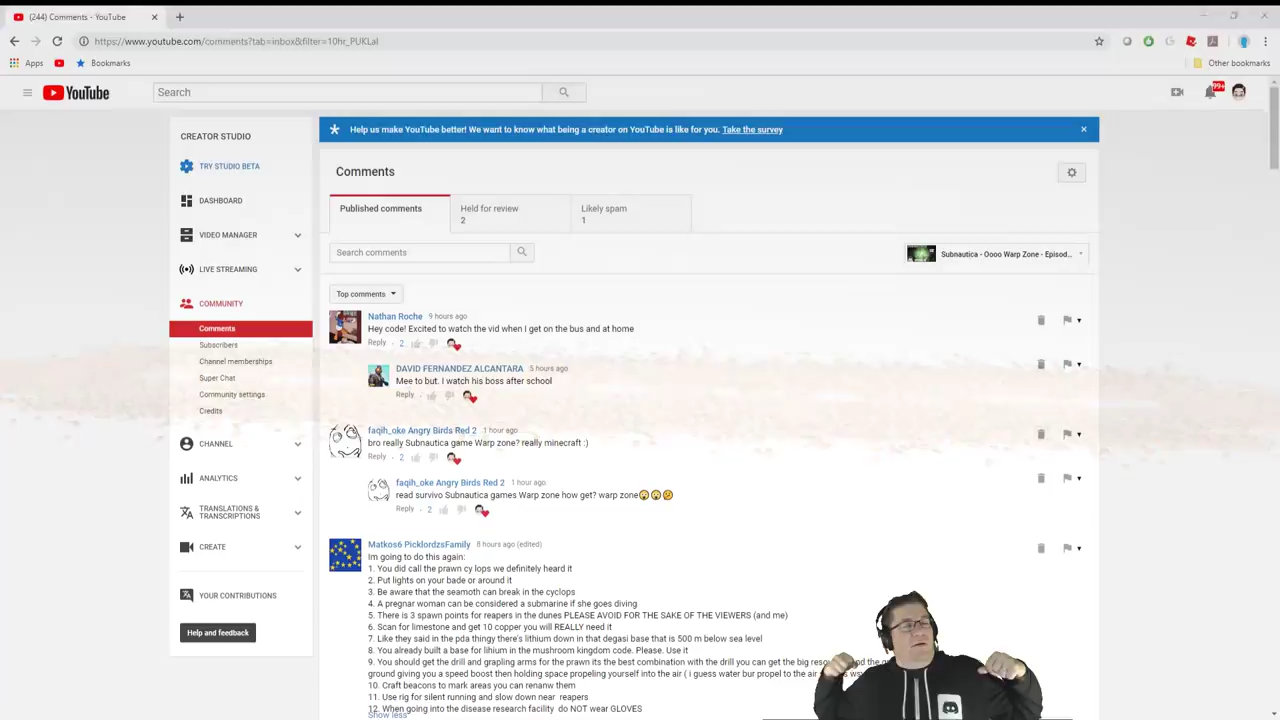 (244) Comments - YouTube
https://www.youtube.com/comments?tab=inbox&filter=10hr_PUKLaI
Apps
Bookmarks
Other bookmarks
YouTube
Search
99+
CREATOR STUDIO
TRY STUDIO BETA
DASHBOARD
VIDEO MANAGER
LIVE STREAMING
COMMUNITY
Comments
Subscribers
Channel memberships
Super Chat
Community settings
Credits
CHANNEL
ANALYTICS
TRANSLATIONS &
TRANSCRIPTIONS
CREATE
YOUR CONTRIBUTIONS
Help and feedback
Help us make YouTube better! We want to know what being a creator on YouTube is like for you. Take the survey
Comments
Published comments
Held for review
2
Likely spam
1
Search comments
Subnautica - Oooo Warp Zone - Episod...
Top comments
Nathan Roche 9 hours ago
Hey code! Excited to watch the vid when I get on the bus and at home
Reply · 2
DAVID FERNANDEZ ALCANTARA 5 hours ago
Mee to but. I watch his boss after school
Reply ·
faqih_oke Angry Birds Red 2 1 hour ago
bro really Subnautica game Warp zone? really minecraft :)
Reply · 2
faqih_oke Angry Birds Red 2 1 hour ago
read survivo Subnautica games Warp zone how get? warp zone
Reply · 2
Matkos6 PicklordzsFamily 8 hours ago (edited)
Im going to do this again:
1. You did call the prawn cy lops we definitely heard it
2. Put lights on your bade or around it
3. Be aware that the seamoth can break in the cyclops
4. A pregnar woman can be considered a submarine if she goes diving
5. There is 3 spawn points for reapers in the dunes PLEASE AVOID FOR THE SAKE OF THE VIEWERS (and me)
6. Scan for limestone and get 10 copper you will REALLY need it
7. Like they said in the pda thingy there's lithium down in that degasi base that is 500 m below sea level
8. You already built a base for lihium in the mushroom kingdom code. Please. Use it
9. You should get the drill and grapling arms for the prawn its the best combination with the drill you can get the big
ground giving you a speed boost then holding space propeling yourself into the air ( i guess water bur propel to the air
10. Craft beacons to mark areas you can renanw them
11. Use rig for silent running and slow down near reapers
12. When going into the disease research facility do NOT wear GLOVES
Show less